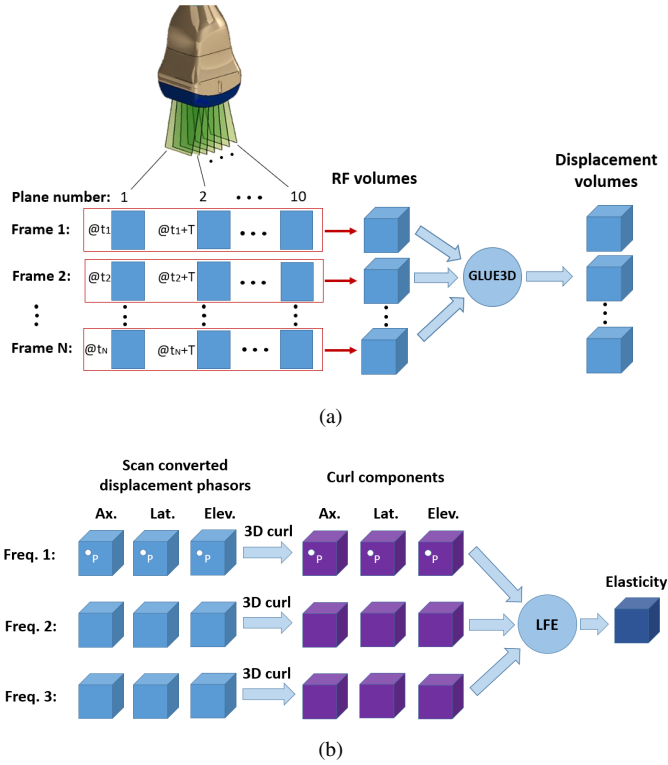 Plane number: 1 2 • • • 10
RF volumes
Displacement
volumes
Frame 1: @t1 @t1+T • • •
Frame 2: @t2 @t2+T • • •
GLUE3D
Frame N: @tN @tN+T • • •
(a)
Scan converted
displacement phasors
Curl components
Ax. Lat. Elev. Ax. Lat. Elev.
3D curl
Freq. 1: P P P P P P
Elasticity
3D curl
Freq. 2:
LFE
3D curl
Freq. 3:
(b)